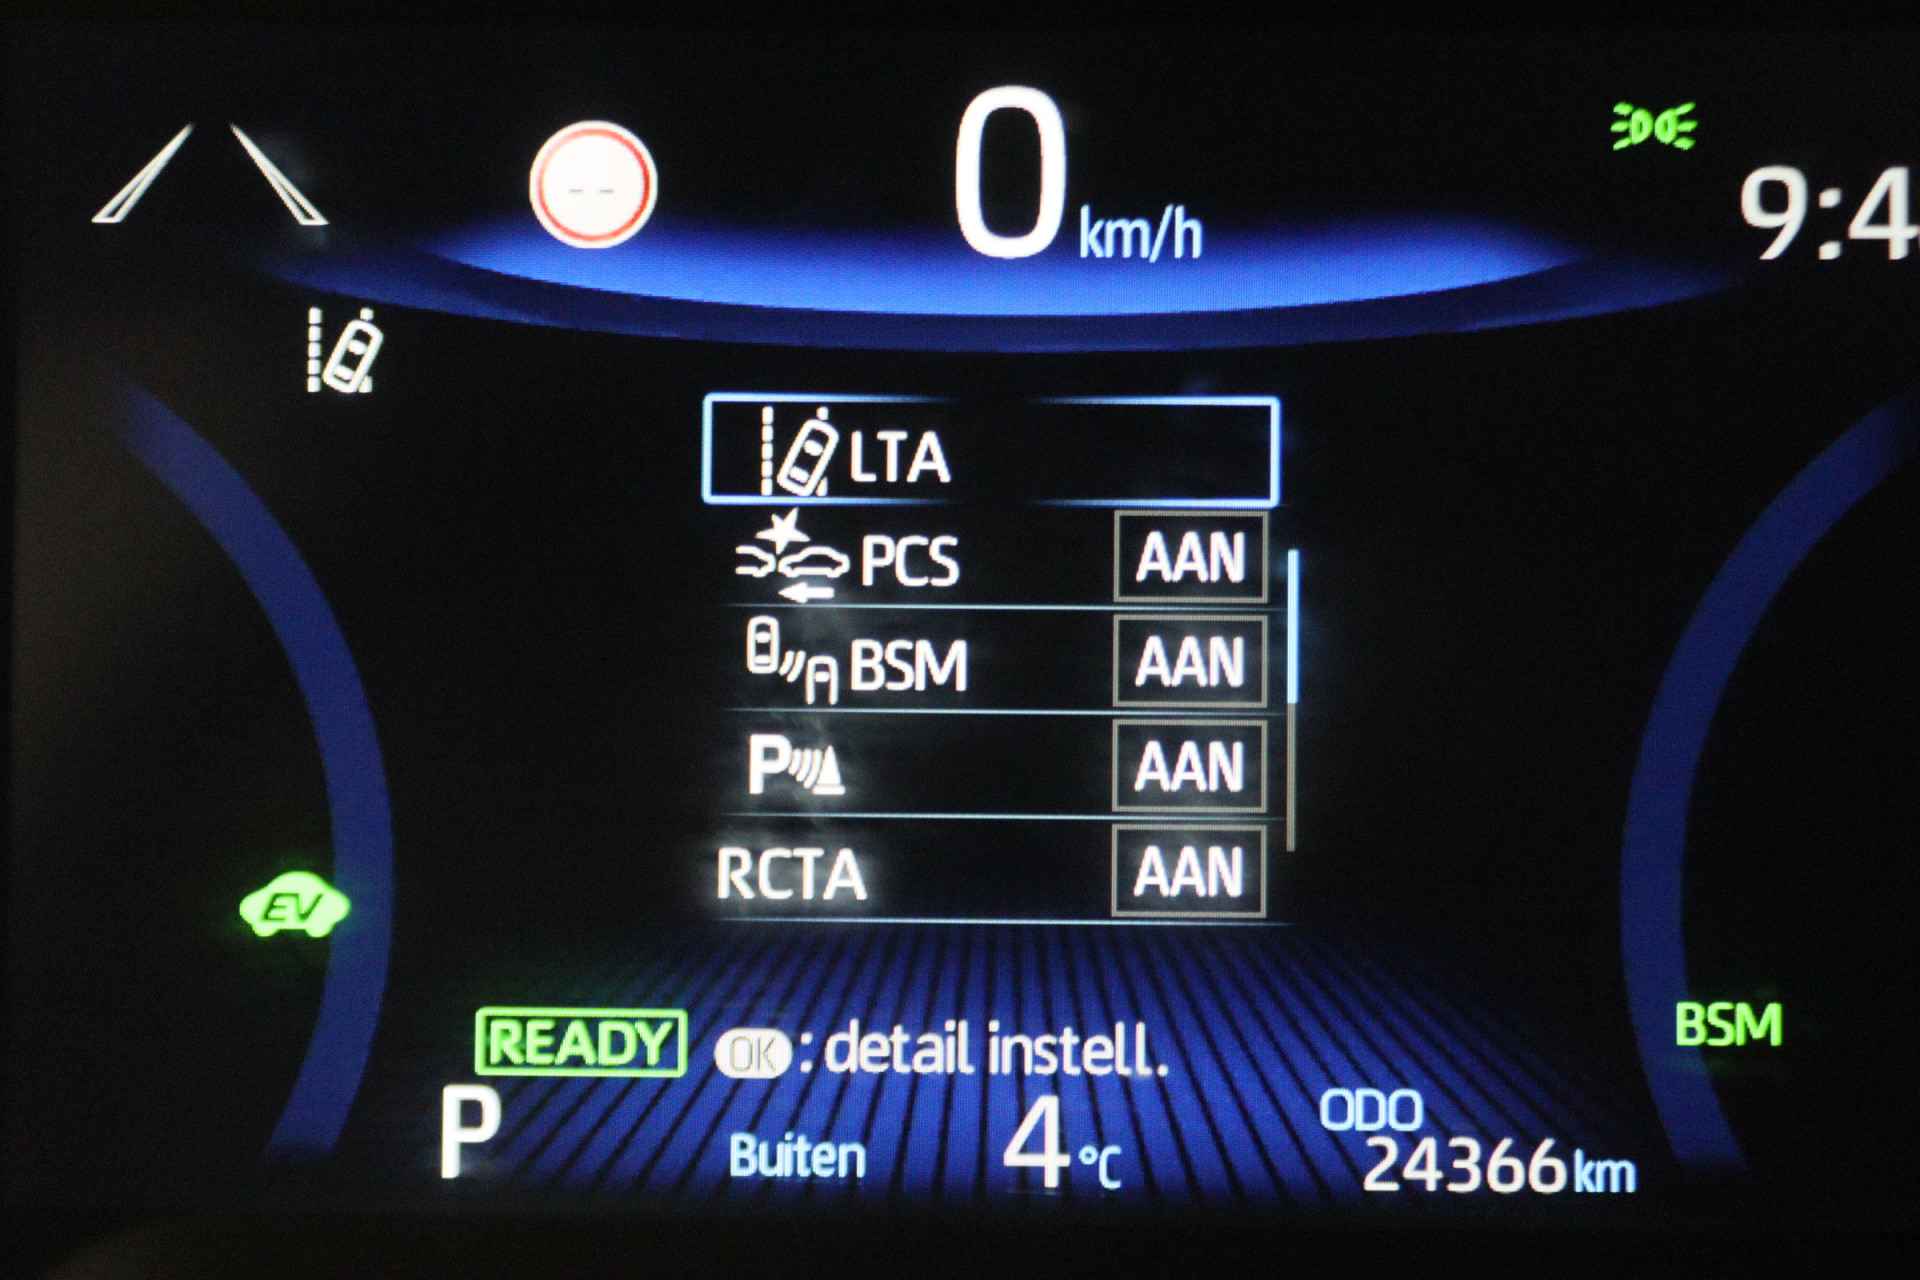 0 km/h
9:4
-- 
LTA
PCS AAN
BSM AAN
P AAN
RCTA AAN
EV
BSM
READY OK : detail instell.
P
Buiten 4 °C
ODO
24366 km